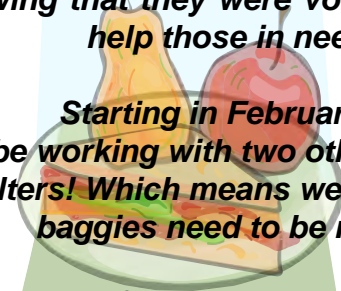 ving that they were vo
help those in nee
Starting in Februar
be working with two oth
lters! Which means we
baggies need to be